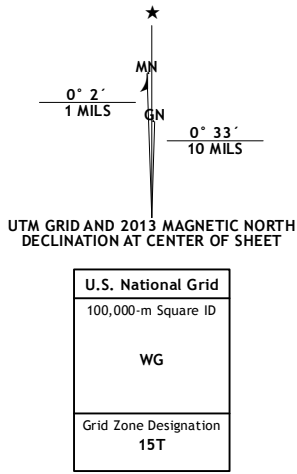 MN
0° 2´
1 MILS
GN
0° 33´
10 MILS
UTM GRID AND 2013 MAGNETIC NORTH
DECLINATION AT CENTER OF SHEET
U.S. National Grid
100,000-m Square ID
WG
Grid Zone Designation
15T